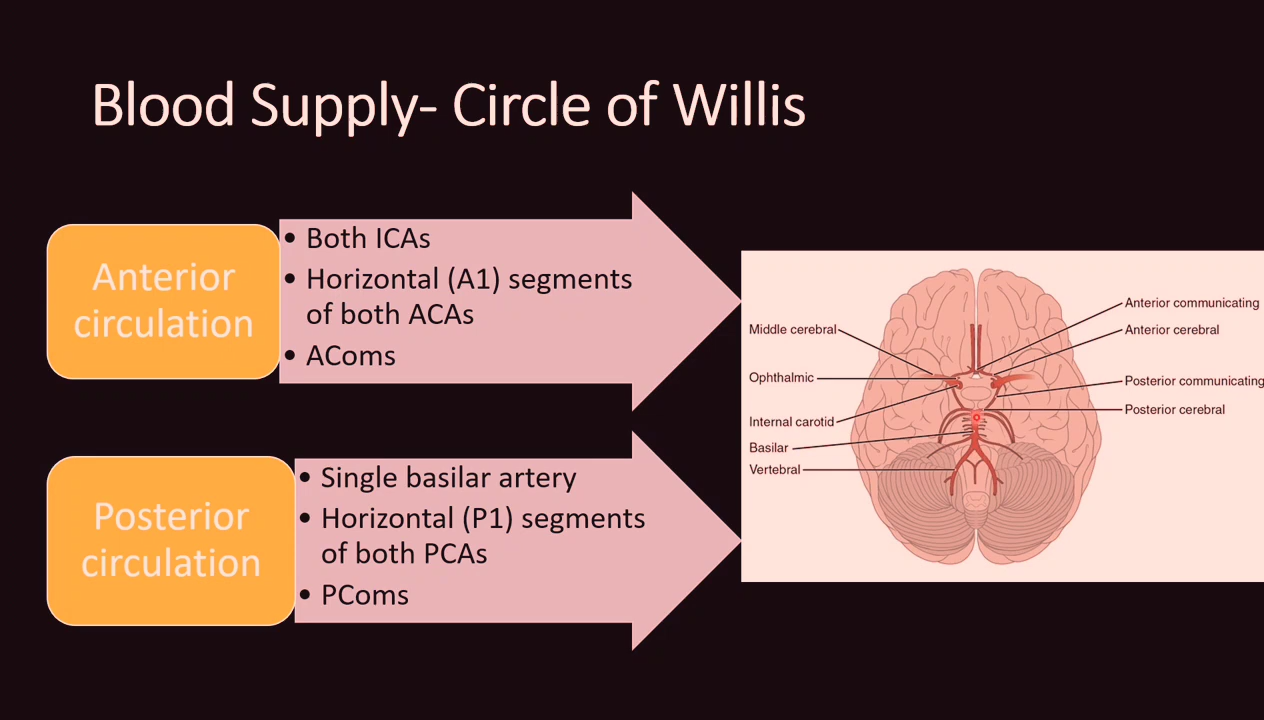 Blood Supply- Circle of Willis
Anterior
circulation
• Both ICAs
• Horizontal (A1) segments
of both ACAs
• AComs
Posterior
circulation
• Single basilar artery
• Horizontal (P1) segments
of both PCAs
• PComs
Middle cerebral
Ophthalmic
Internal carotid
Basilar
Vertebral
Anterior communicating
Anterior cerebral
Posterior communicating
Posterior cerebral